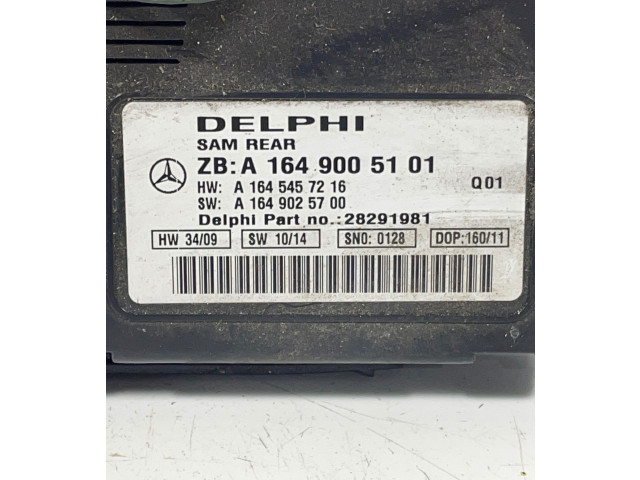 DELPHI
SAM REAR
ZB: A 164 900 51 01
HW: A 164 545 72 16 Q01
SW: A 164 902 57 00
Delphi Part no.:28291981
HW 34/09 SW 10/14 SNO: 0128 DOP:160/11